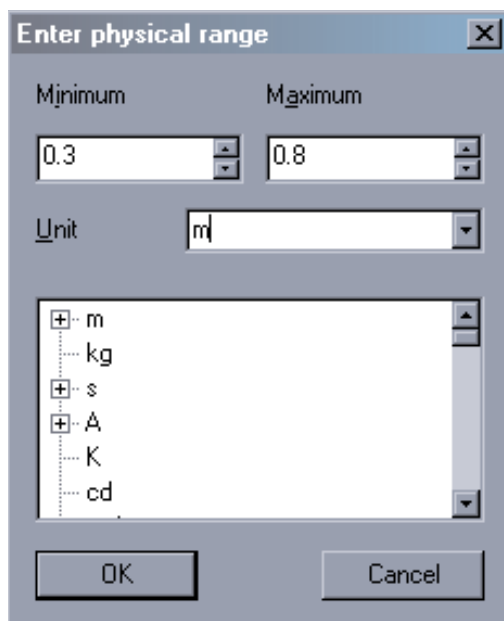 Enter physical range
Minimum Maximum
0.3 0.8
Unit m
m
kg
s
A
K
cd
OK Cancel